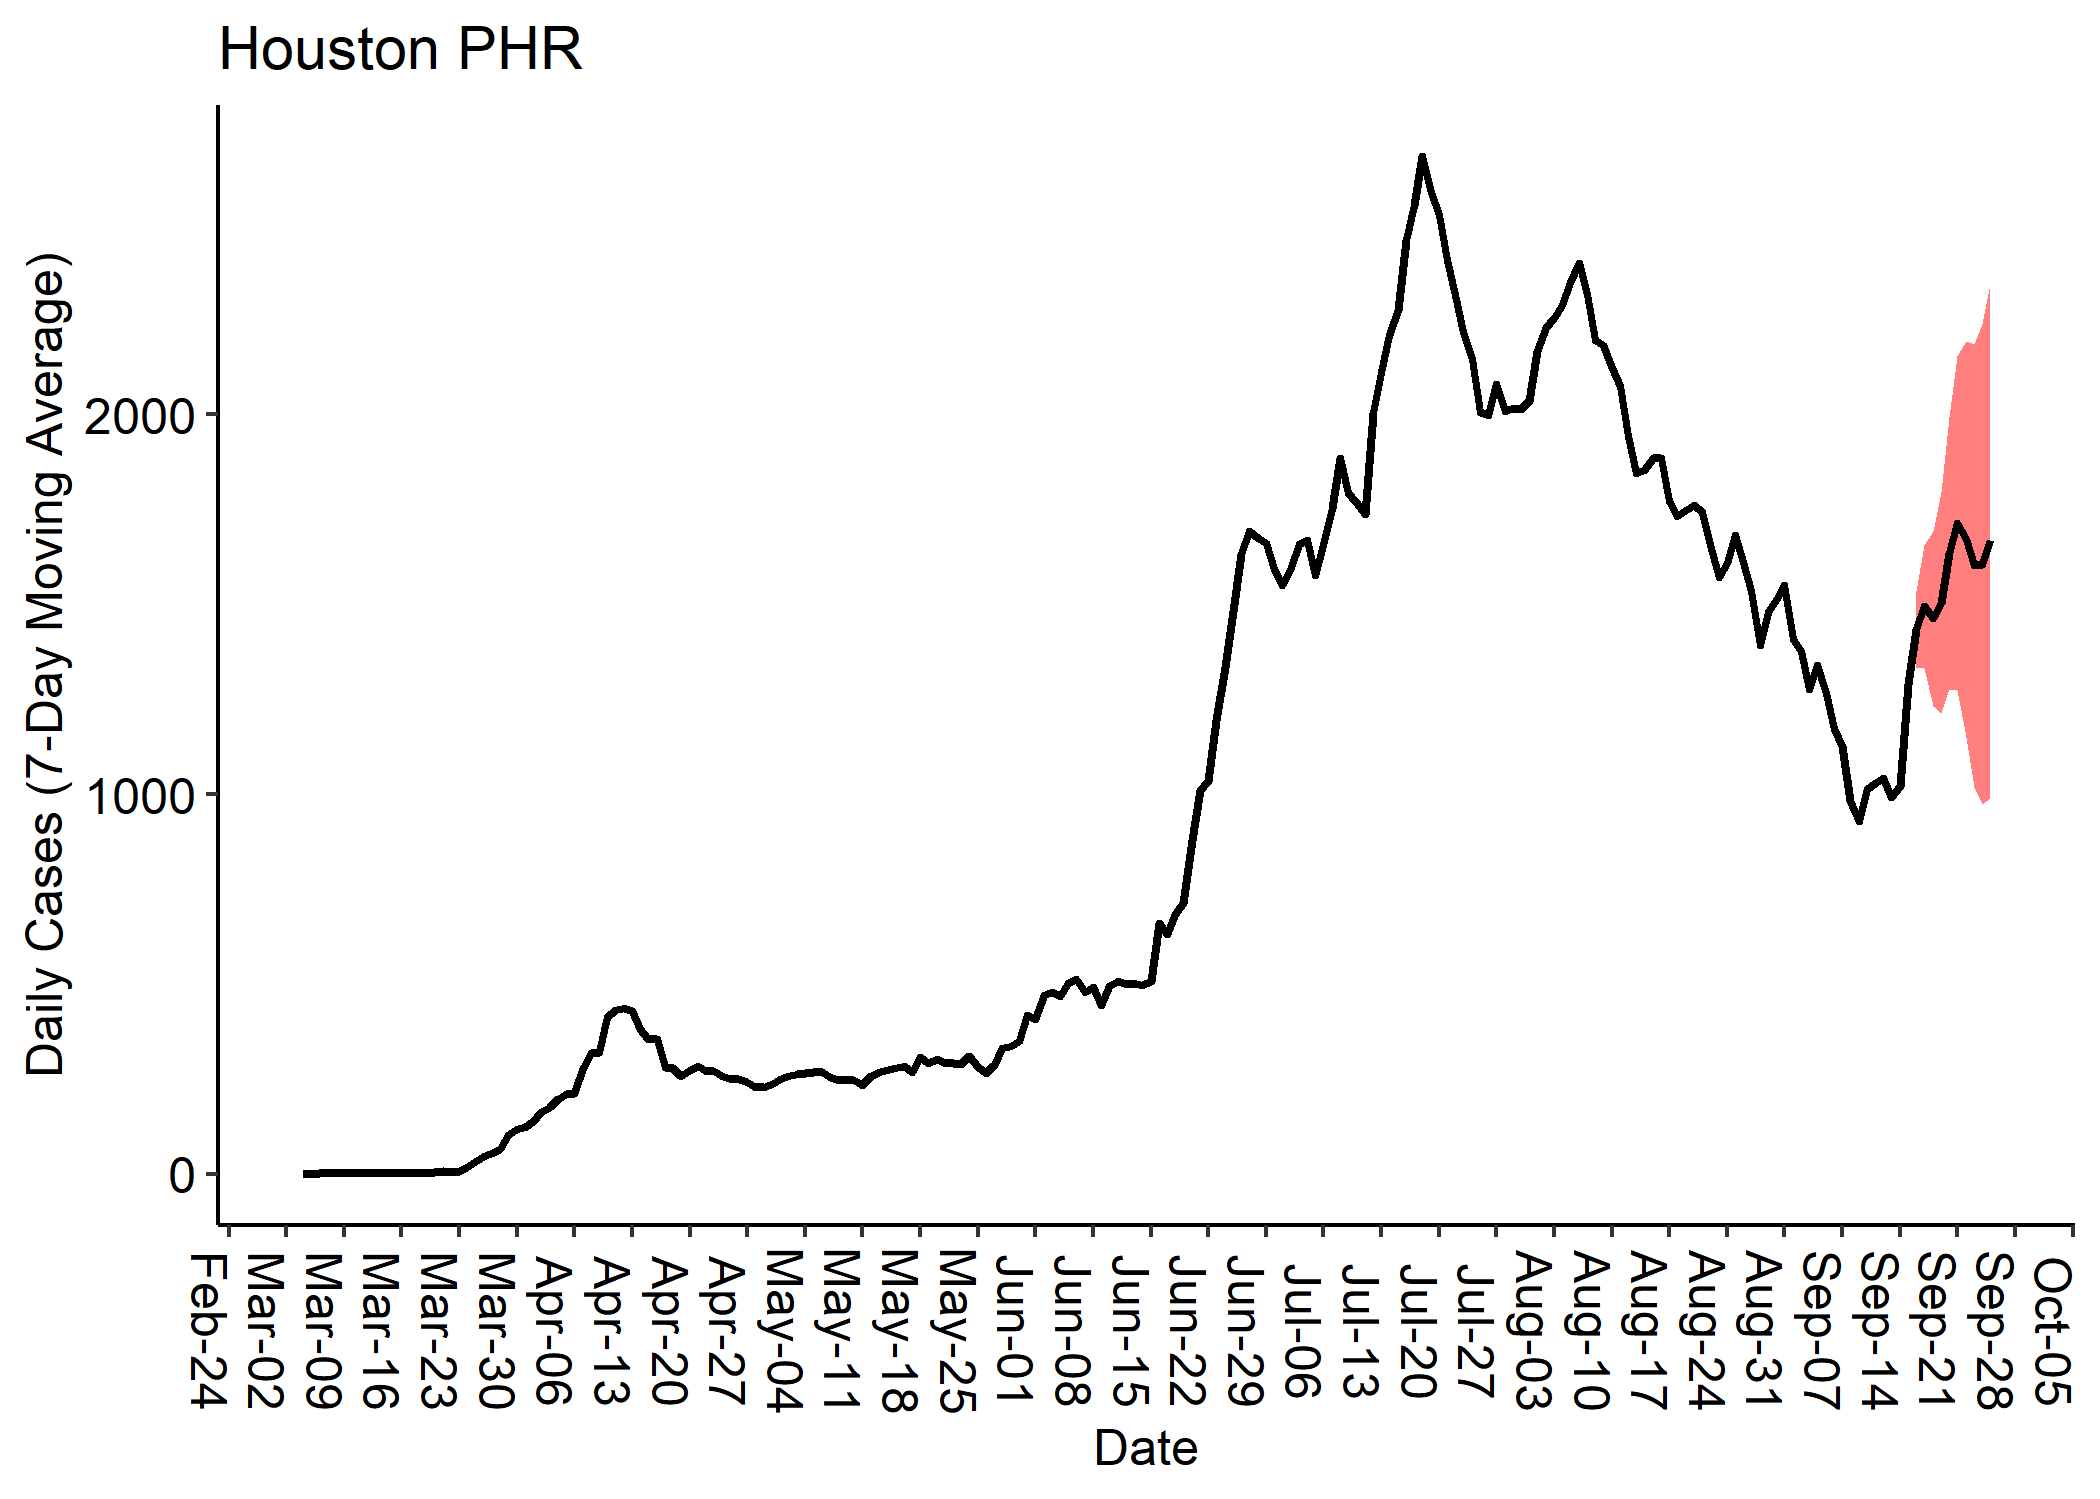 Houston PHR
Daily Cases (7-Day Moving Average)
2000
1000
0
Feb-24
Mar-02
Mar-09
Mar-16
Mar-23
Mar-30
Apr-06
Apr-13
Apr-20
Apr-27
May-04
May-11
May-18
May-25
Jun-01
Jun-08
Jun-15
Jun-22
Jun-29
Jul-06
Jul-13
Jul-20
Jul-27
Aug-03
Aug-10
Aug-17
Aug-24
Aug-31
Sep-07
Sep-14
Sep-21
Sep-28
Oct-05
Date